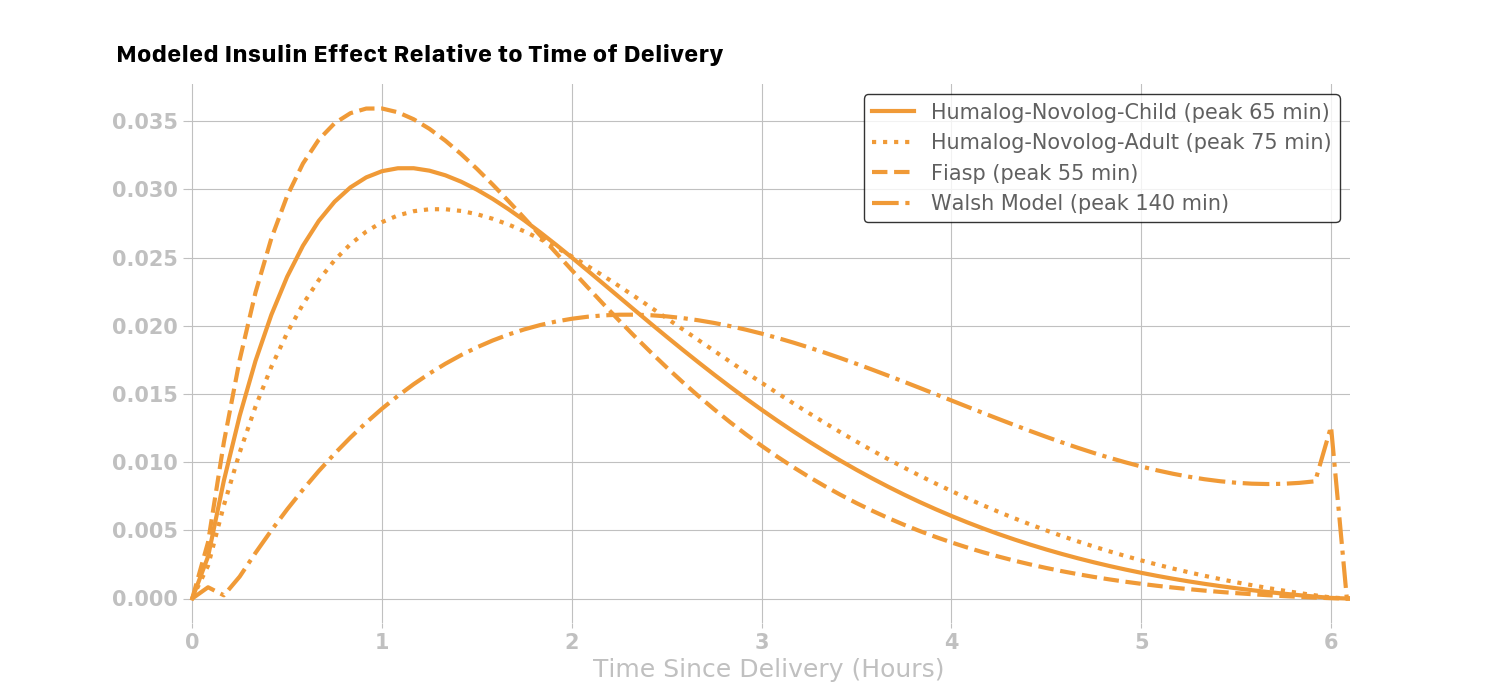 Modeled Insulin Effect Relative to Time of Delivery
Humalog-Novolog-Child (peak 65 min)
Humalog-Novolog-Adult (peak 75 min)
Fiasp (peak 55 min)
Walsh Model (peak 140 min)
0.035
0.030
0.025
0.020
0.015
0.010
0.005
0.000
0 1 2 3 4 5 6
Time Since Delivery (Hours)